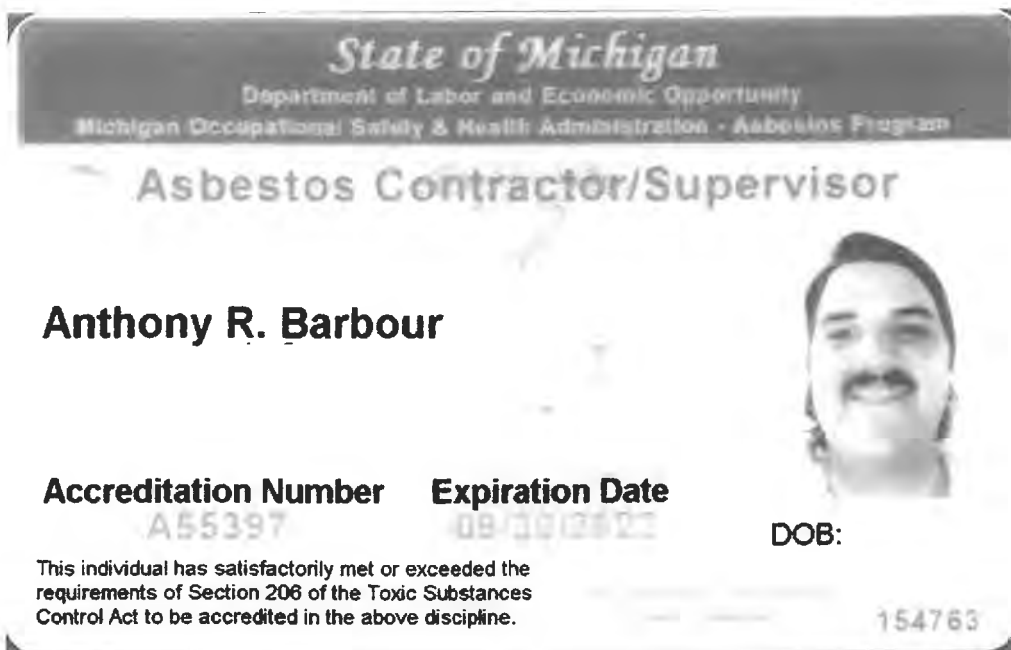 State of Michigan
Department of Labor and Economic Opportunity
Michigan Occupational Safety & Health Administration - Asbestos Program
Asbestos Contractor/Supervisor
Anthony R. Barbour
Accreditation Number Expiration Date
A55397
DOB:
This individual has satisfactorily met or exceeded the
requirements of Section 206 of the Toxic Substances
Control Act to be accredited in the above discipline.
154763